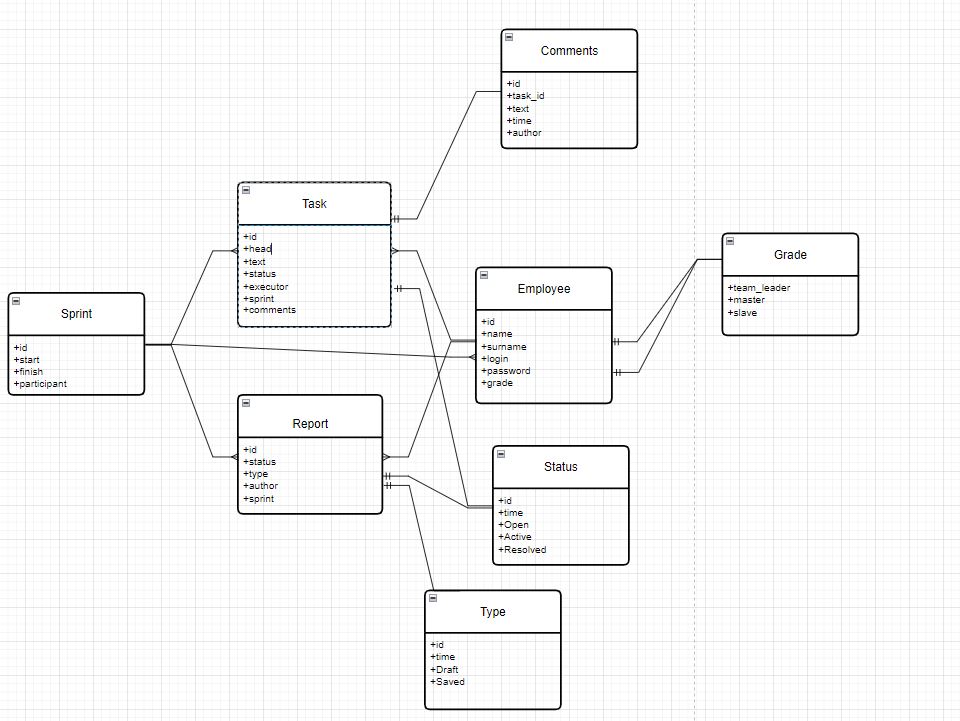 Comments
+id
+task_id
+text
+time
+author
Task
+id
+head
+text
+status
+executor
+sprint
+comments
Grade
+team_leader
+master
+slave
Employee
+id
+name
+surname
+login
+password
+grade
Sprint
+id
+start
+finish
+participant
Report
+id
+status
+type
+author
+sprint
Status
+id
+time
+Open
+Active
+Resolved
Type
+id
+time
+Draft
+Saved